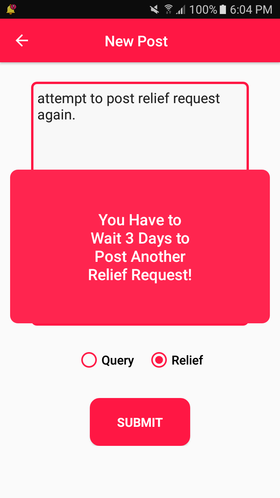 100% 6:04 PM
New Post
attempt to post relief request
again.
You Have to
Wait 3 Days to
Post Another
Relief Request!
Query Relief
SUBMIT